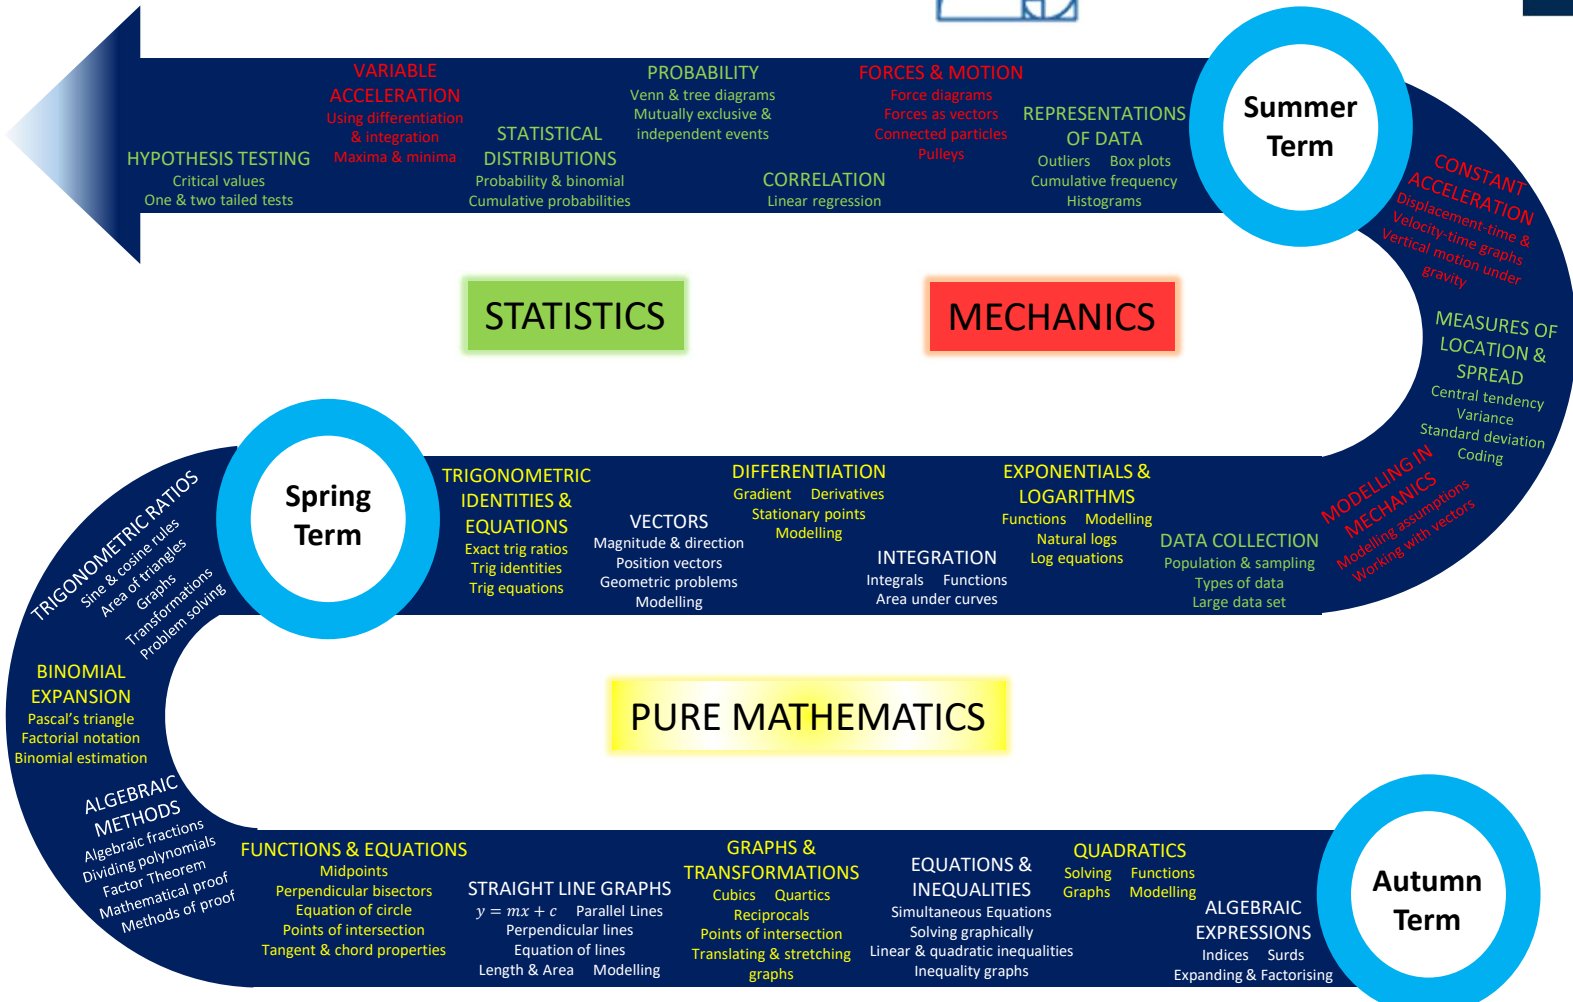 VARIABLE
ACCELERATION
Using differentiation
& integration
Maxima & minima
PROBABILITY
Venn & tree diagrams
Mutually exclusive &
independent events
FORCES & MOTION
Force diagrams
Forces as vectors
Connected particles
Pulleys
REPRESENTATIONS
OF DATA
Outliers Box plots
Cumulative frequency
Histograms
Summer
Term
HYPOTHESIS TESTING
Critical values
One & two tailed tests
STATISTICAL
DISTRIBUTIONS
Probability & binomial
Cumulative probabilities
CORRELATION
Linear regression
CONSTANT
ACCELERATION
Displacement-time &
Velocity-time graphs
Vertical motion under
gravity
STATISTICS
MECHANICS
MEASURES OF
LOCATION &
SPREAD
Central tendency
Variance
Standard deviation
Coding
MODELLING IN
MECHANICS
Modelling assumptions
Working with vectors
TRIGONOMETRIC RATIOS
Sine & cosine rules
Area of triangles
Graphs
Transformations
Problem solving
Spring
Term
TRIGONOMETRIC
IDENTITIES &
EQUATIONS
Exact trig ratios
Trig identities
Trig equations
VECTORS
Magnitude & direction
Position vectors
Geometric problems
Modelling
DIFFERENTIATION
Gradient Derivatives
Stationary points
Modelling
INTEGRATION
Integrals Functions
Area under curves
EXPONENTIALS &
LOGARITHMS
Functions Modelling
Natural logs
Log equations
DATA COLLECTION
Population & sampling
Types of data
Large data set
BINOMIAL
EXPANSION
Pascal's triangle
Factorial notation
Binomial estimation
PURE MATHEMATICS
ALGEBRAIC
METHODS
Algebraic fractions
Dividing polynomials
Factor Theorem
Mathematical proof
Methods of proof
FUNCTIONS & EQUATIONS
Midpoints
Perpendicular bisectors
Equation of circle
Points of intersection
Tangent & chord properties
STRAIGHT LINE GRAPHS
y = mx + c Parallel Lines
Perpendicular lines
Equation of lines
Length & Area Modelling
GRAPHS &
TRANSFORMATIONS
Cubics Quartics
Reciprocals
Points of intersection
Translating & stretching
graphs
EQUATIONS &
INEQUALITIES
Simultaneous Equations
Solving graphically
Linear & quadratic inequalities
Inequality graphs
QUADRATICS
Solving Functions
Graphs Modelling
ALGEBRAIC
EXPRESSIONS
Indices Surds
Expanding & Factorising
Autumn
Term